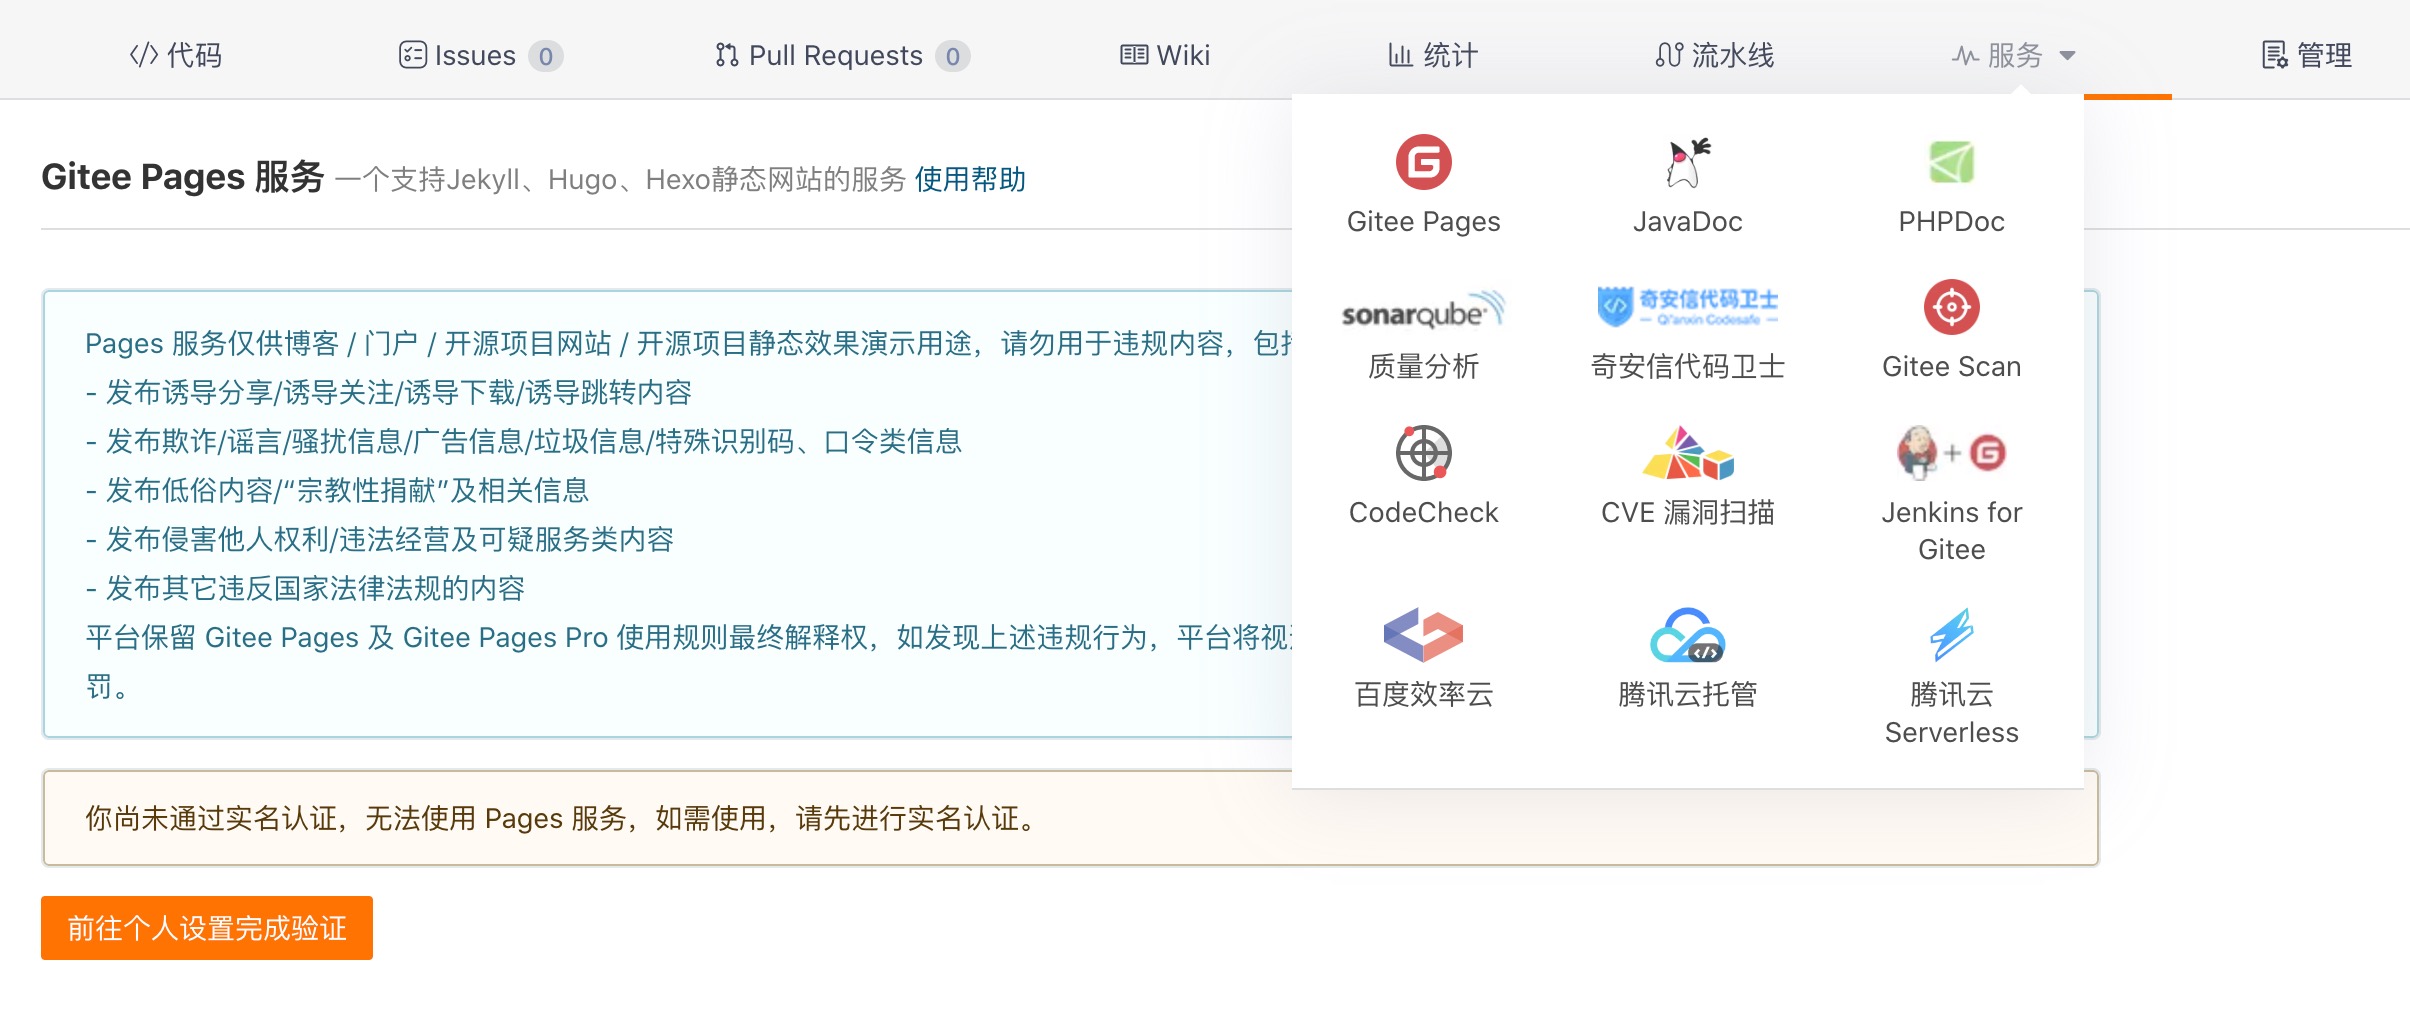 代码
Issues 0
Pull Requests 0
Wiki
统计
流水线
服务
管理
Gitee Pages 服务 一个支持Jekyll、Hugo、Hexo静态网站的服务 使用帮助
Pages 服务仅供博客 / 门户 / 开源项目网站 / 开源项目静态效果演示用途，请勿用于违规内容，包
- 发布诱导分享/诱导关注/诱导下载/诱导跳转内容
- 发布欺诈/谣言/骚扰信息/广告信息/垃圾信息/特殊识别码、口令类信息
- 发布低俗内容/“宗教性捐献”及相关信息
- 发布侵害他人权利/违法经营及可疑服务类内容
- 发布其它违反国家法律法规的内容
平台保留 Gitee Pages 及 Gitee Pages Pro 使用规则最终解释权，如发现上述违规行为，平台将视
罚。
你尚未通过实名认证，无法使用 Pages 服务，如需使用，请先进行实名认证。
前往个人设置完成验证
Gitee Pages
JavaDoc
PHPDoc
sonarqube
质量分析
奇安信代码卫士
Qi'anxin Codesafe
奇安信代码卫士
Gitee Scan
CodeCheck
CVE 漏洞扫描
Jenkins for
Gitee
百度效率云
腾讯云托管
腾讯云
Serverless